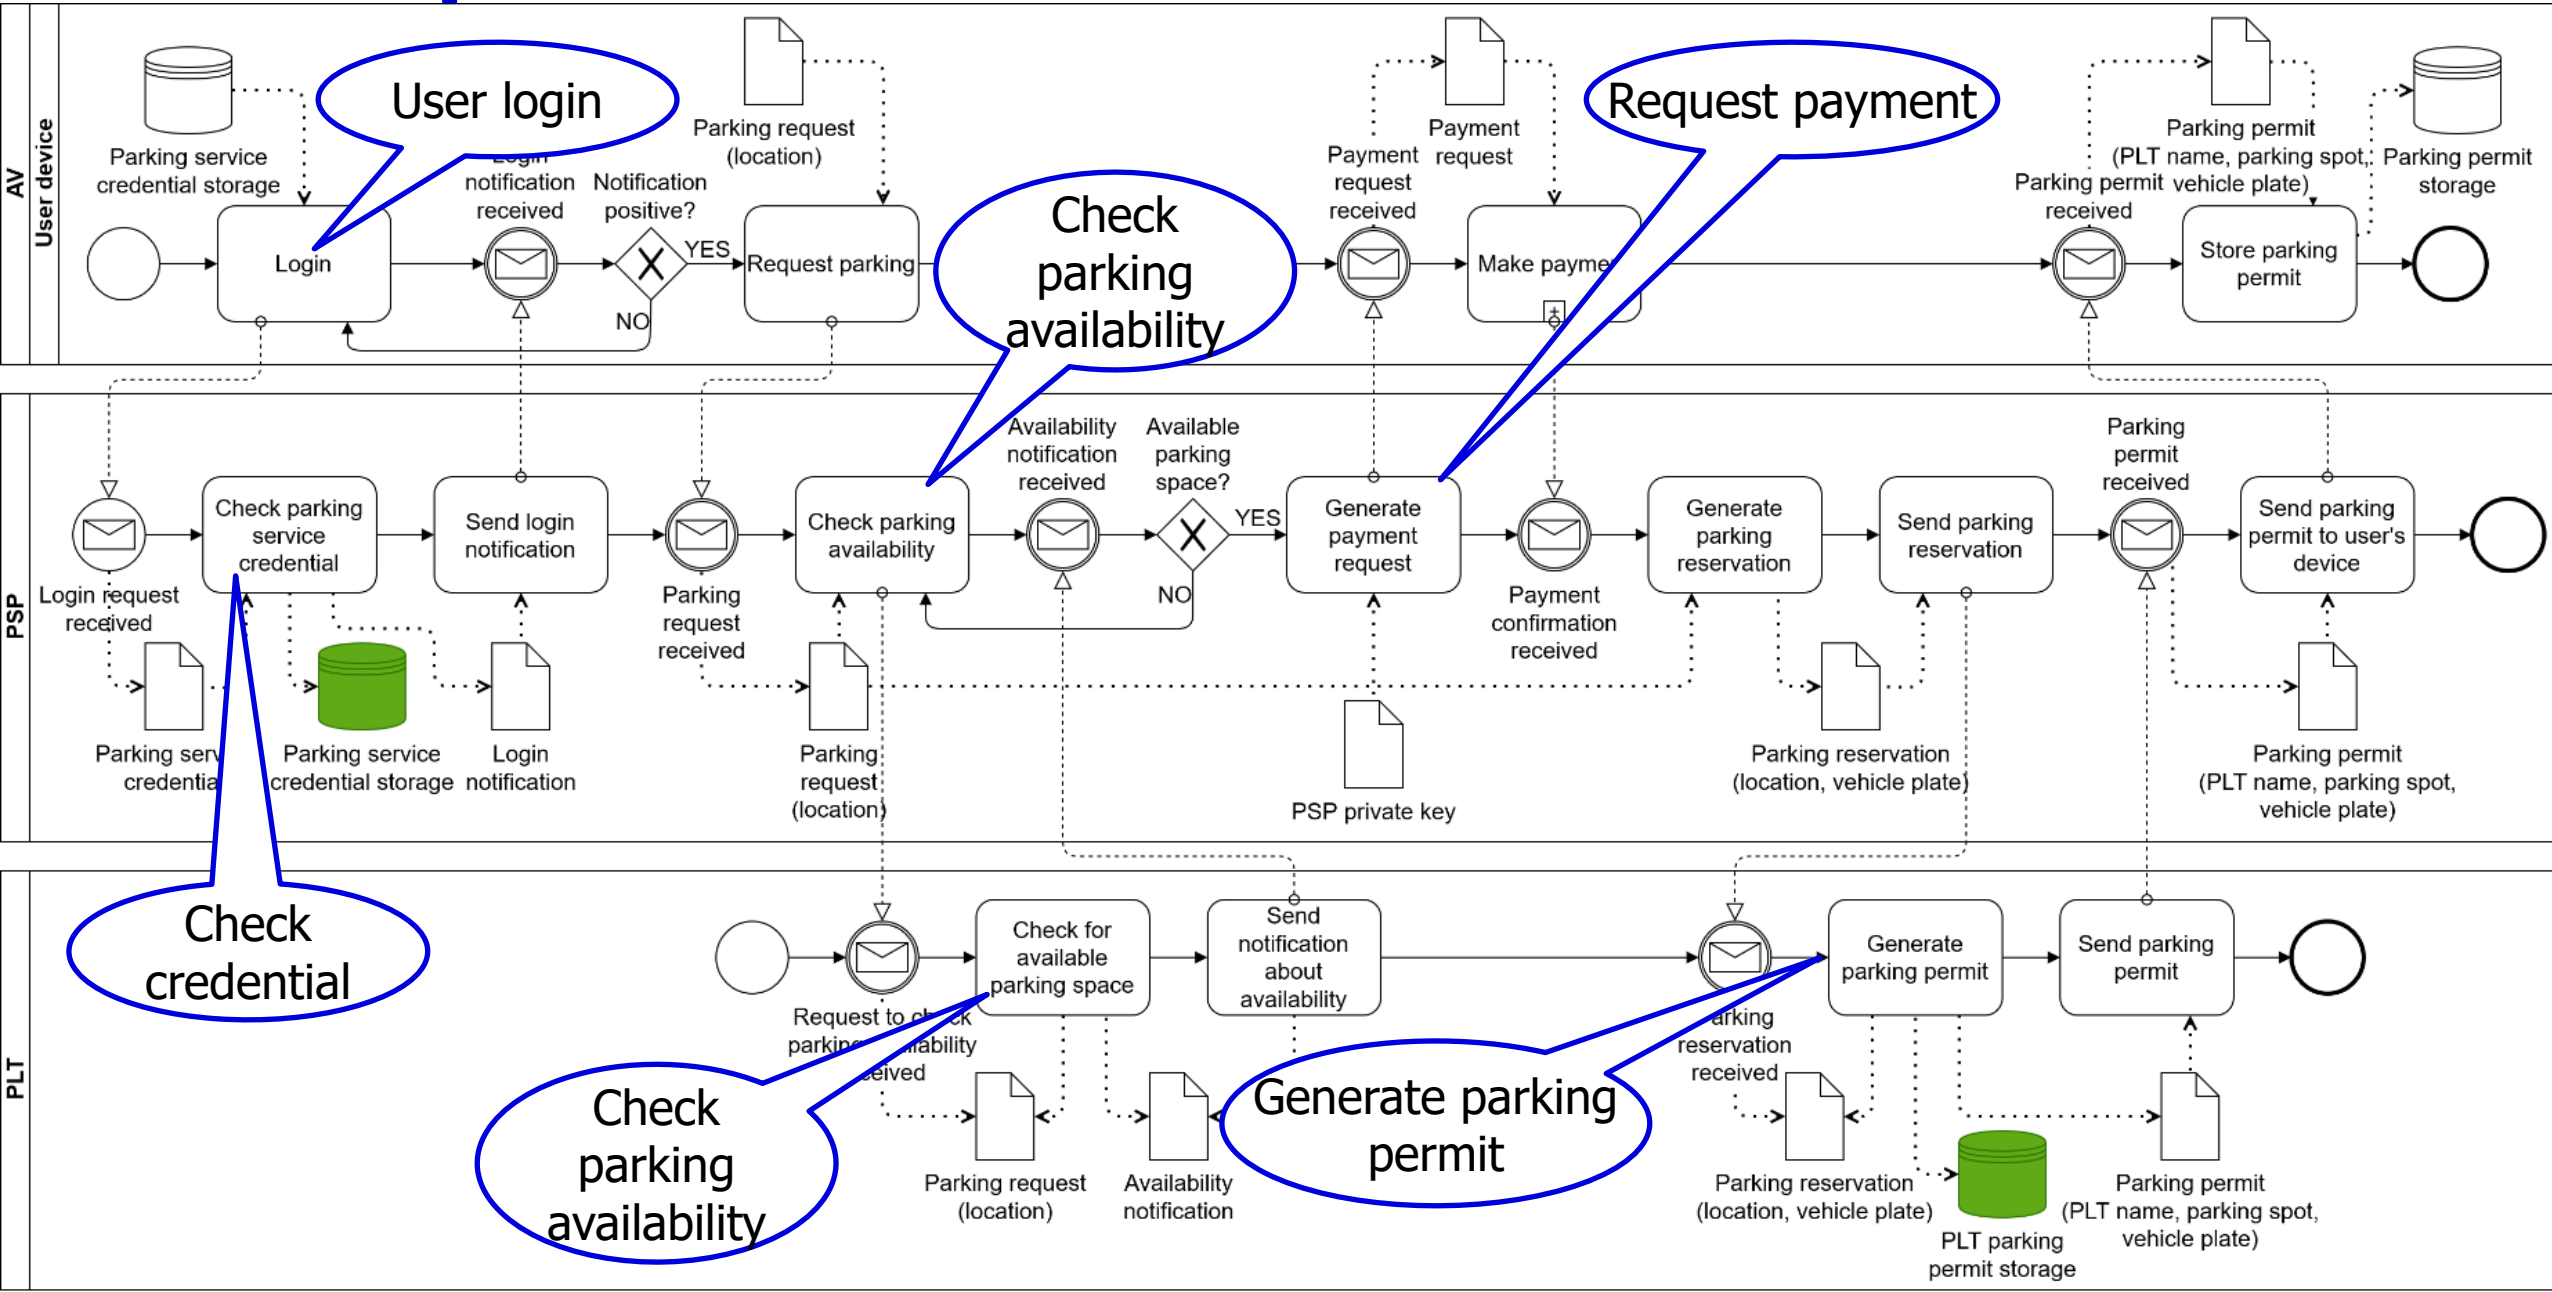 AV
User device
Parking service
credential storage
User login
Login
notification
received
Notification
positive?
Parking request
(location)
Login
YES
NO
Request parking
Check
parking
availability
Payment
request
received
Payment
request
Request payment
Make
Parking permit
(PLT name, parking spot,
vehicle plate)
Parking permit
received
Parking permit
storage
Store parking
permit
PSP
Login request
received
Check parking
service
credential
Send login
notification
Parking
request
received
Check parking
availability
Availability
notification
received
Available
parking
space?
YES
NO
Generate
payment
request
Payment
confirmation
received
Generate
parking
reservation
Send parking
reservation
Parking
permit
received
Send parking
permit to user's
device
Parking
Parking service
credential storage
Login
notification
Parking
request
(location)
PSP private key
Parking reservation
(location, vehicle plate)
Parking permit
(PLT name, parking spot,
vehicle plate)
Check
credential
PLT
Request to check
parking
Check for
available
parking space
Send
notification
about
availability
reservation
received
Generate
parking permit
Send parking
permit
Check
parking
availability
Generate parking
permit
Parking request
(location)
Availability
notification
Parking reservation
(location, vehicle plate)
PLT parking
permit storage
Parking permit
(PLT name, parking spot,
vehicle plate)